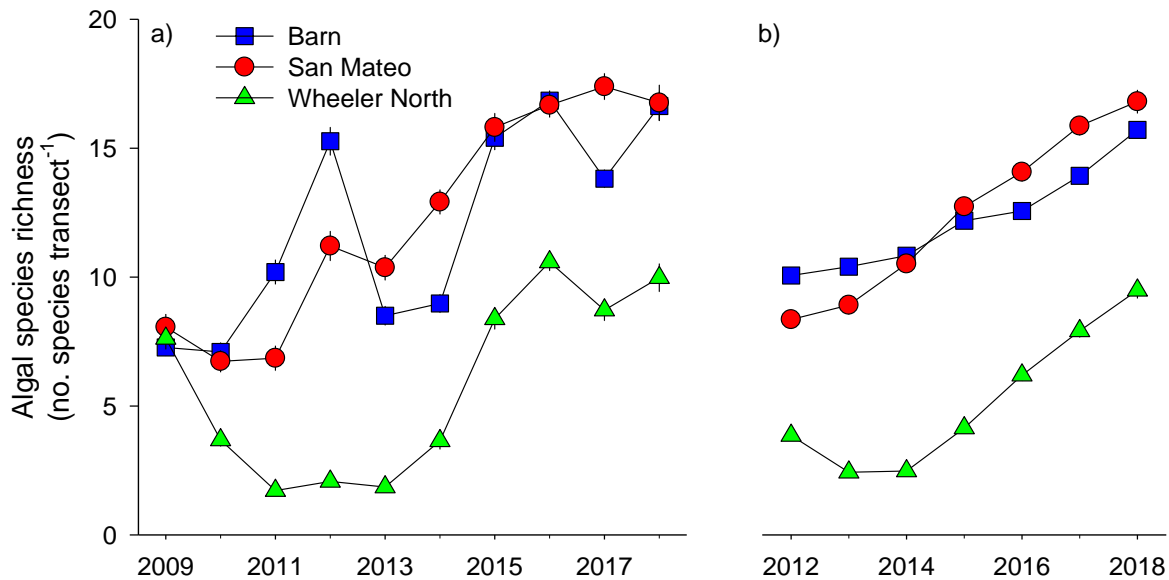 a)
Barn
San Mateo
Wheeler North
b)
Algal species richness
(no. species transect⁻¹)
20
15
10
5
0
2009 2011 2013 2015 2017
2012 2014 2016 2018